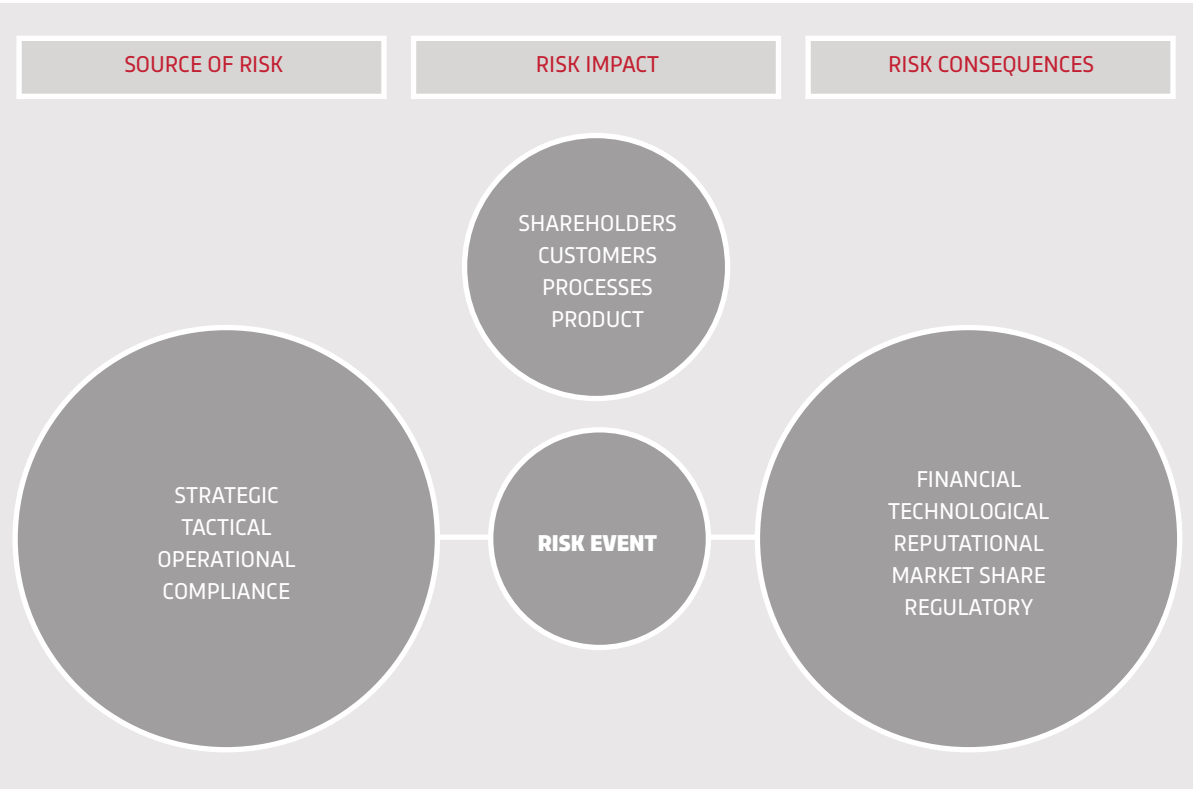 SOURCE OF RISK
RISK IMPACT
RISK CONSEQUENCES
SHAREHOLDERS
CUSTOMERS
PROCESSES
PRODUCT
STRATEGIC
TACTICAL
OPERATIONAL
COMPLIANCE
RISK EVENT
FINANCIAL
TECHNOLOGICAL
REPUTATIONAL
MARKET SHARE
REGULATORY